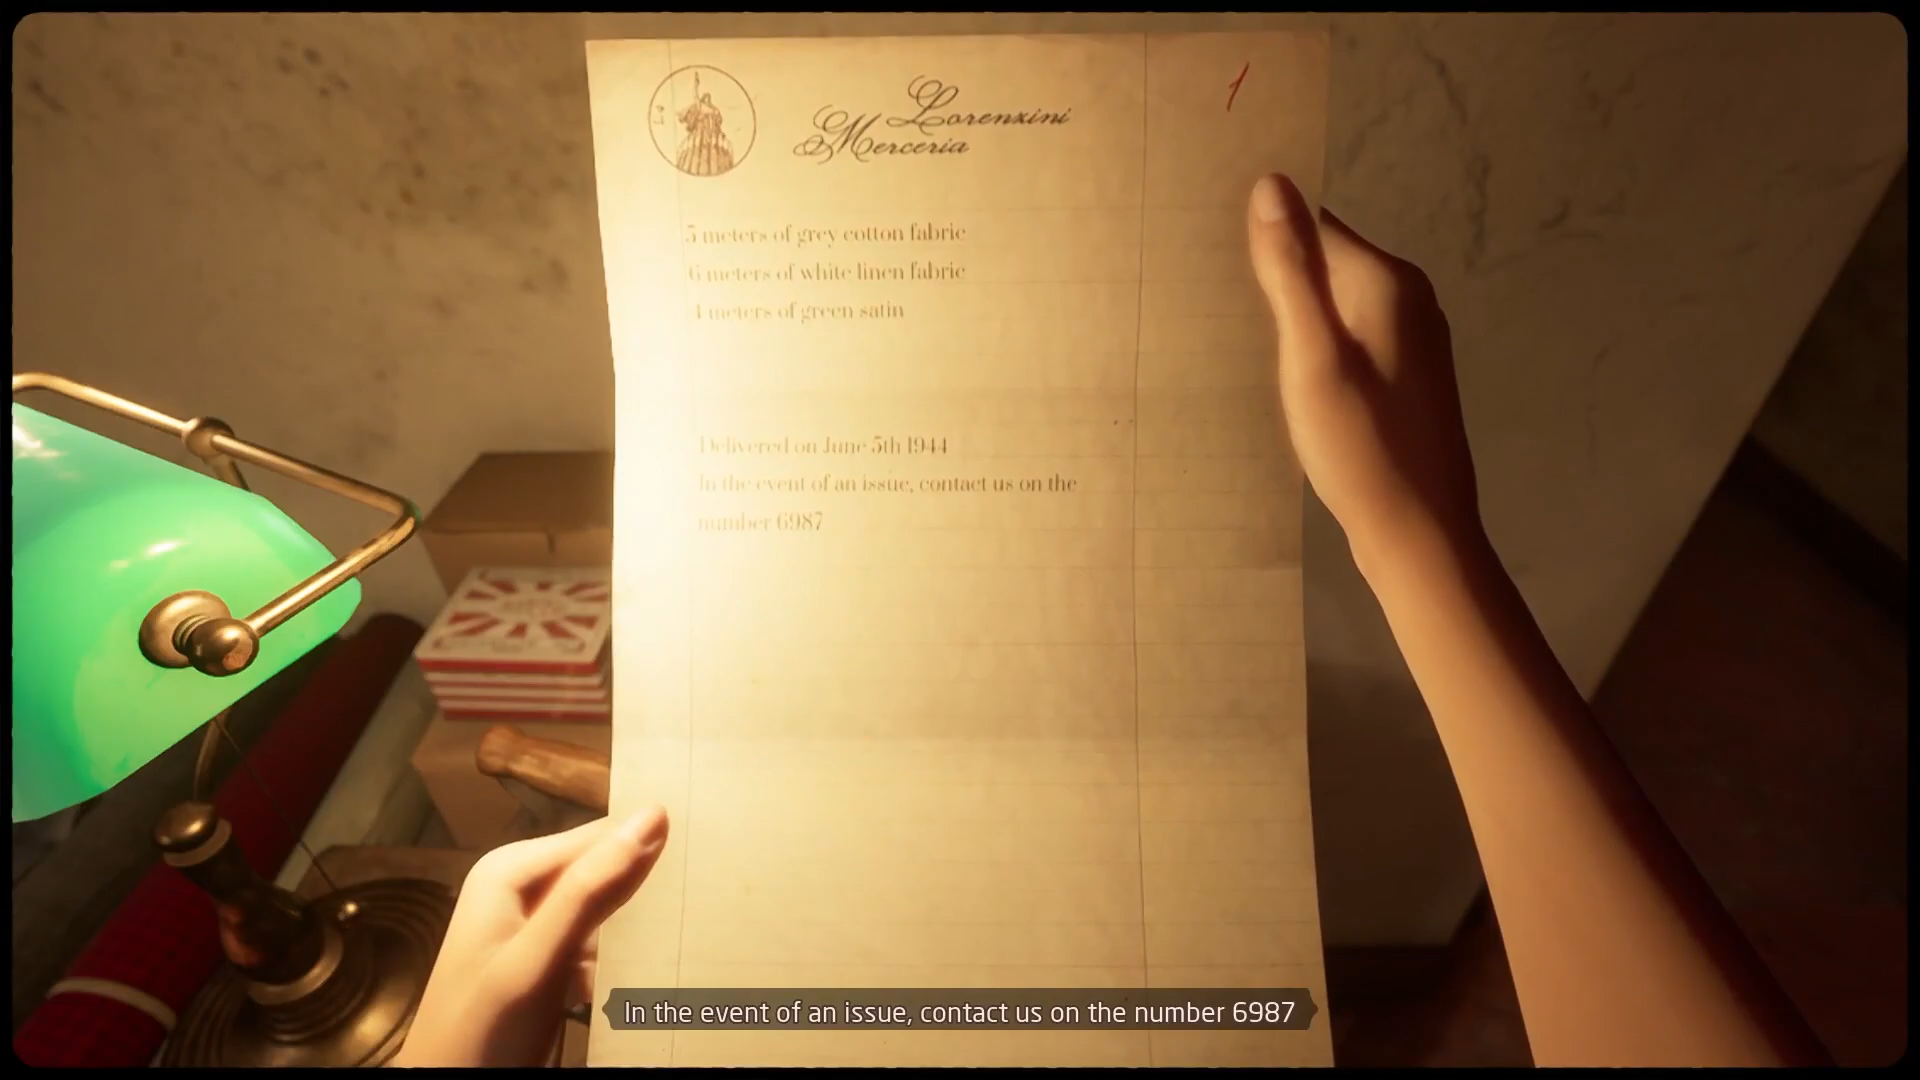 Lorenzini
Merceria
1
5 meters of grey cotton fabric
6 meters of white linen fabric
4 meters of green satin
Delivered on June 5th 1944
In the event of an issue, contact us on the
number 6987
In the event of an issue, contact us on the number 6987